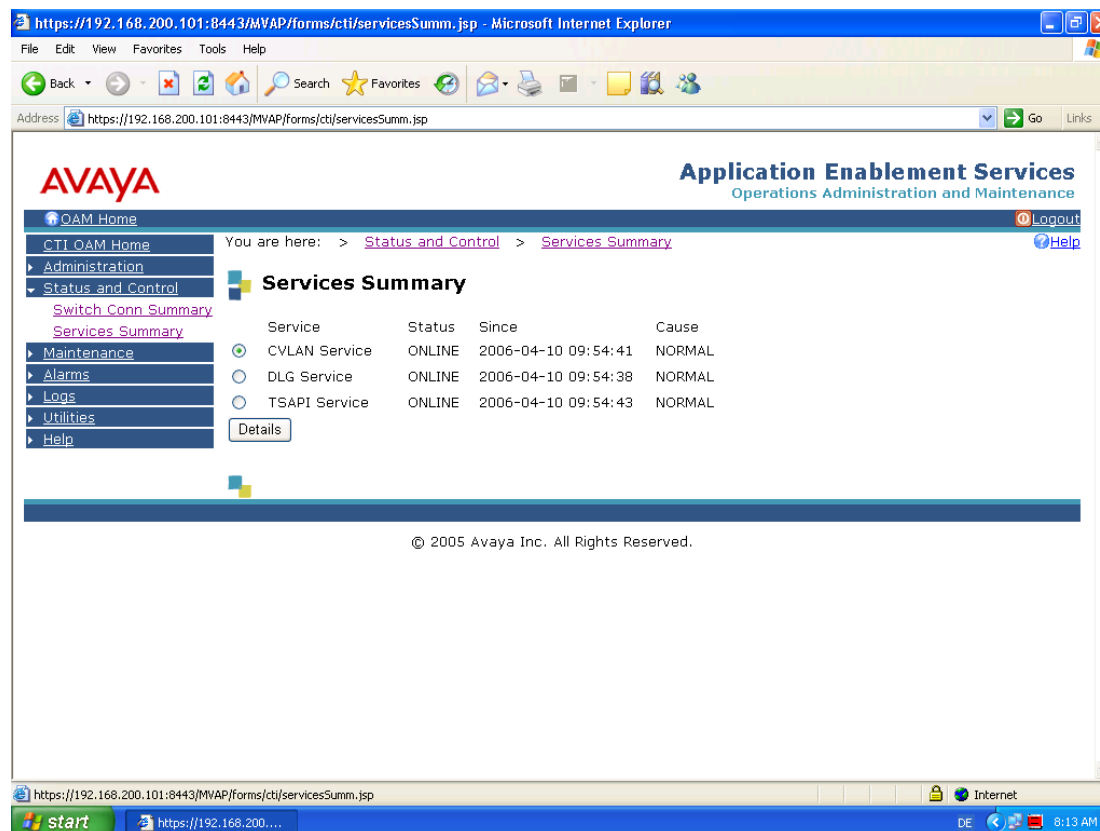 https://192.168.200.101:8443/MVAP/forms/cti/servicesSumm.jsp - Microsoft Internet Explorer
File Edit View Favorites Tools Help
Back Search Favorites
Address https://192.168.200.101:8443/MVAP/forms/cti/servicesSumm.jsp Go Links
AVAYA
Application Enablement Services
Operations Administration and Maintenance
OAM Home Logout
CTI OAM Home
Administration
Status and Control
Switch Conn Summary
Services Summary
Maintenance
Alarms
Logs
Utilities
Help
You are here: > Status and Control > Services Summary Help
Services Summary
Service Status Since Cause
CVLAN Service ONLINE 2006-04-10 09:54:41 NORMAL
DLG Service ONLINE 2006-04-10 09:54:38 NORMAL
TSAPI Service ONLINE 2006-04-10 09:54:43 NORMAL
Details
© 2005 Avaya Inc. All Rights Reserved.
https://192.168.200.101:8443/MVAP/forms/cti/servicesSumm.jsp Internet
start https://192.168.200.... DE 8:13 AM